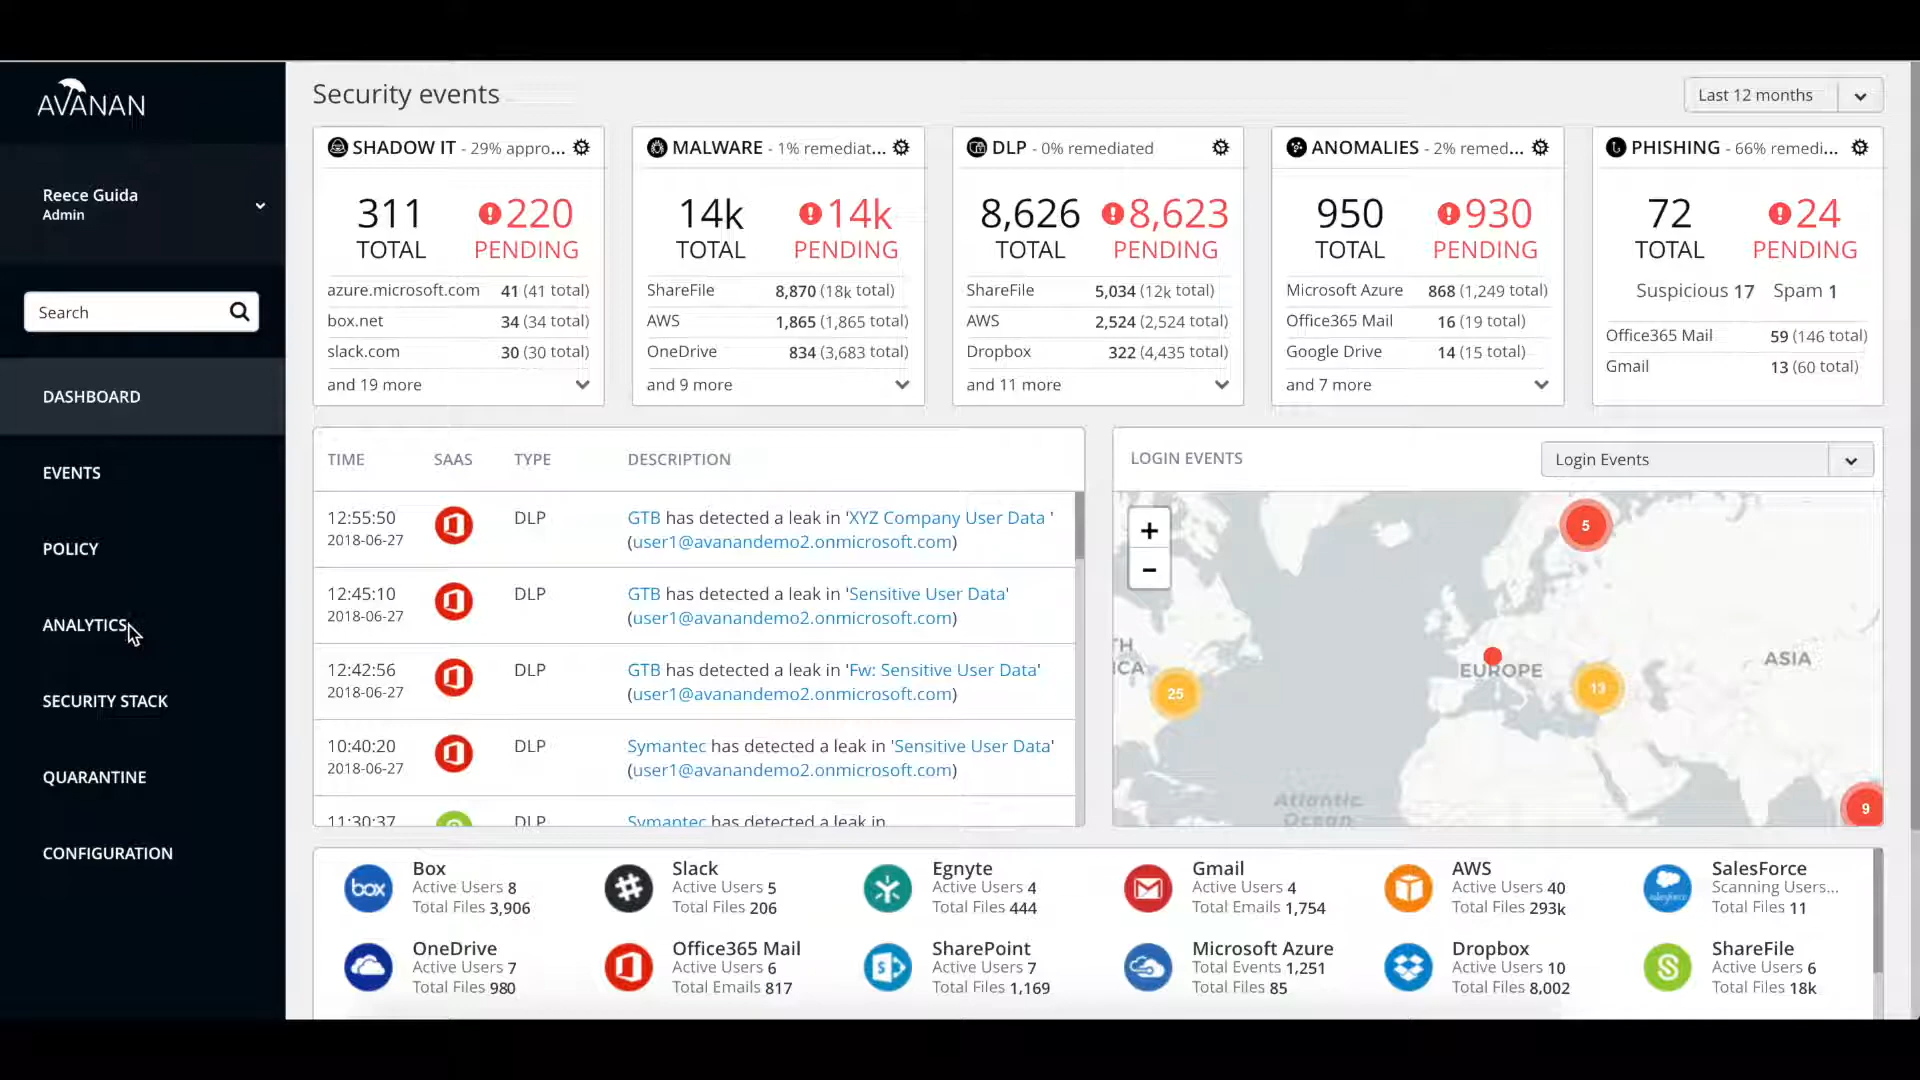 AVANAN
Reece Guida
Admin
Search
DASHBOARD
EVENTS
POLICY
ANALYTICS
SECURITY STACK
QUARANTINE
CONFIGURATION
Security events
Last 12 months
SHADOW IT - 29% appro...
311 220
TOTAL PENDING
azure.microsoft.com 41 (41 total)
box.net 34 (34 total)
slack.com 30 (30 total)
and 19 more
MALWARE - 1% remediat...
14k 14k
TOTAL PENDING
ShareFile 8,870 (18k total)
AWS 1,865 (1,865 total)
OneDrive 834 (3,683 total)
and 9 more
DLP - 0% remediated
8,626 8,623
TOTAL PENDING
ShareFile 5,034 (12k total)
AWS 2,524 (2,524 total)
Dropbox 322 (4,435 total)
and 11 more
ANOMALIES - 2% remed...
950 930
TOTAL PENDING
Microsoft Azure 868 (1,249 total)
Office365 Mail 16 (19 total)
Google Drive 14 (15 total)
and 7 more
PHISHING - 66% remedi...
72 24
TOTAL PENDING
Suspicious 17 Spam 1
Office365 Mail 59 (146 total)
Gmail 13 (60 total)
TIME SAAS TYPE DESCRIPTION
12:55:50 DLP GTB has detected a leak in 'XYZ Company User Data '
2018-06-27 (user1@avanandemo2.onmicrosoft.com)
12:45:10 DLP GTB has detected a leak in 'Sensitive User Data'
2018-06-27 (user1@avanandemo2.onmicrosoft.com)
12:42:56 DLP GTB has detected a leak in 'Fw: Sensitive User Data'
2018-06-27 (user1@avanandemo2.onmicrosoft.com)
10:40:20 DLP Symantec has detected a leak in 'Sensitive User Data'
2018-06-27 (user1@avanandemo2.onmicrosoft.com)
11:30:37 DLP Symantec has detected a leak in
LOGIN EVENTS
Login Events
+
−
5
TH
ICA
25
EUROPE
13
ASIA
Atlantic
Ocean
9
box
Box
Active Users 8
Total Files 3,906
Slack
Active Users 5
Total Files 206
Egnyte
Active Users 4
Total Files 444
Gmail
Active Users 4
Total Emails 1,754
AWS
Active Users 40
Total Files 293k
salesforce
SalesForce
Scanning Users...
Total Files 11
OneDrive
Active Users 7
Total Files 980
Office365 Mail
Active Users 6
Total Emails 817
SharePoint
Active Users 7
Total Files 1,169
Microsoft Azure
Total Events 1,251
Total Files 85
Dropbox
Active Users 10
Total Files 8,002
ShareFile
Active Users 6
Total Files 18k